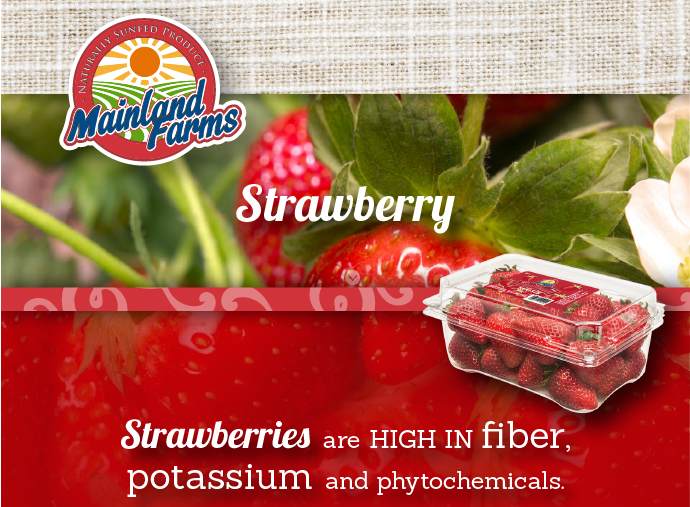 NATURALLY SUNFED PRODUCE
Mainland
Farms
Strawberry
Strawberries are HIGH IN fiber,
potassium and phytochemicals.